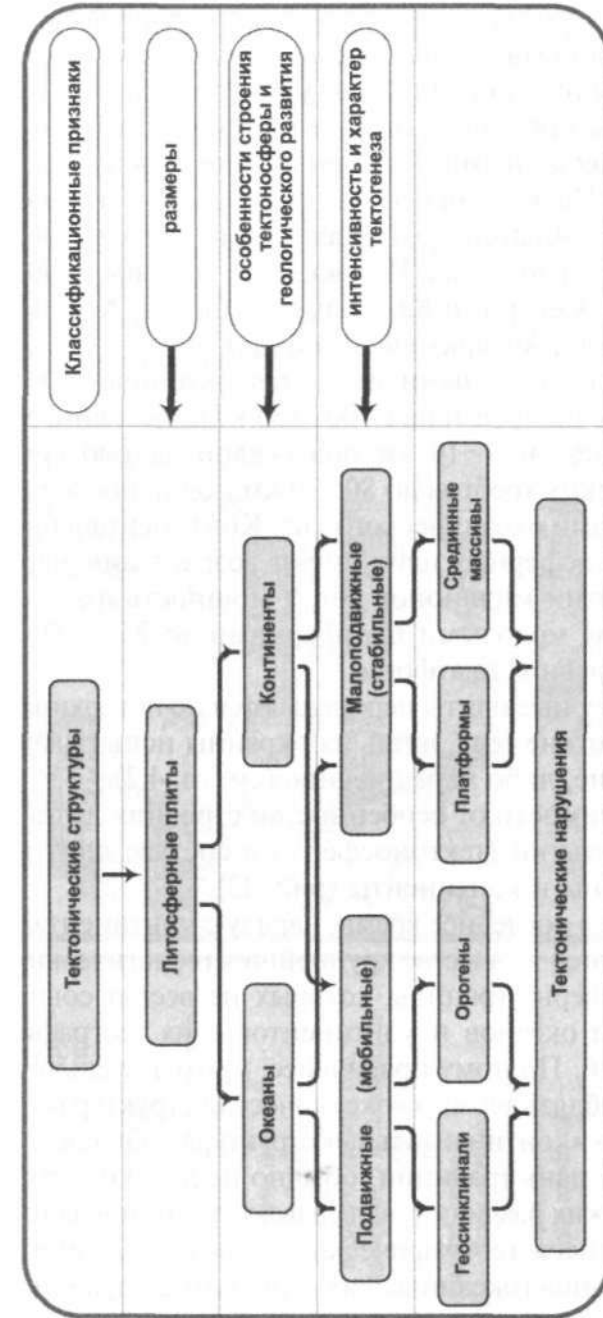 Классификационные признаки
размеры
особенности строения
тектоносферы и
геологического развития
интенсивность и характер
тектогенеза
Тектонические структуры
Литосферные плиты
Океаны
Континенты
Подвижные (мобильные)
Малоподвижные
(стабильные)
Геосинклинали
Орогены
Платформы
Срединные
массивы
Тектонические нарушения